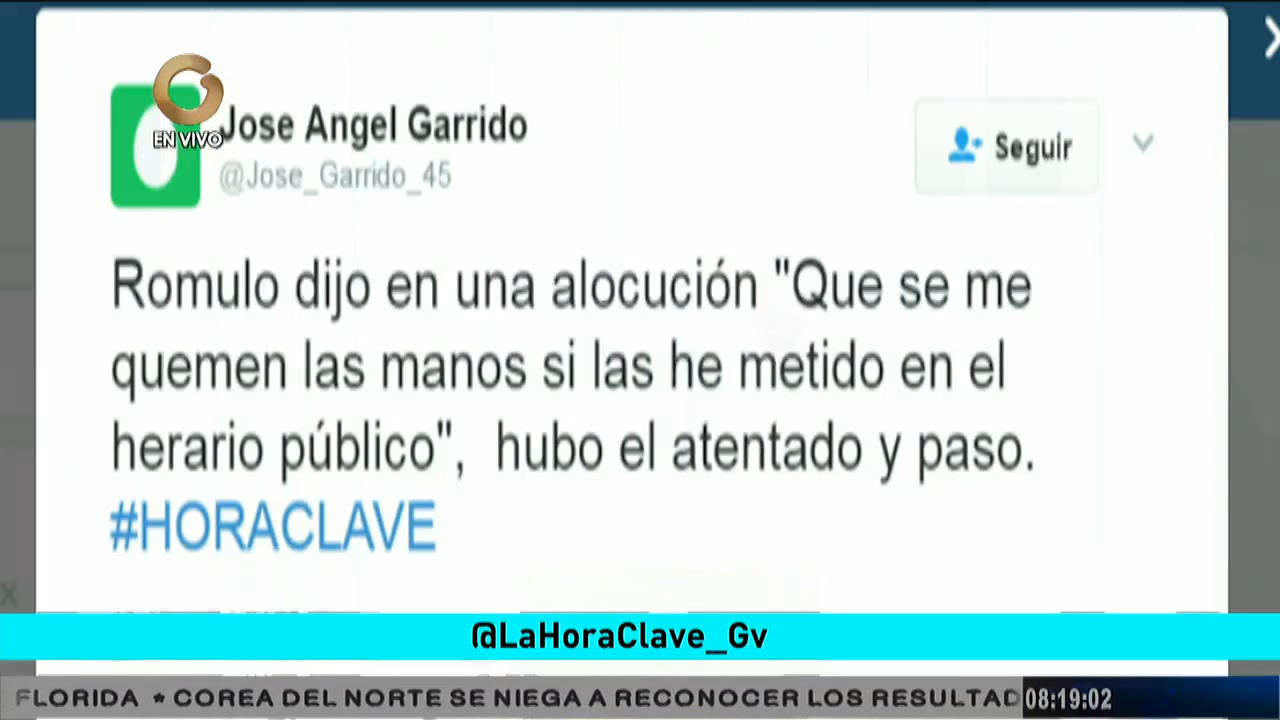 EN VIVO
Jose Angel Garrido
@Jose_Garrido_45
Seguir
Romulo dijo en una alocución "Que se me
quemen las manos si las he metido en el
herario público", hubo el atentado y paso.
#HORACLAVE
@LaHoraClave_Gv
FLORIDA * COREA DEL NORTE SE NIEGA A RECONOCER LOS RESULTAD
08:19:02